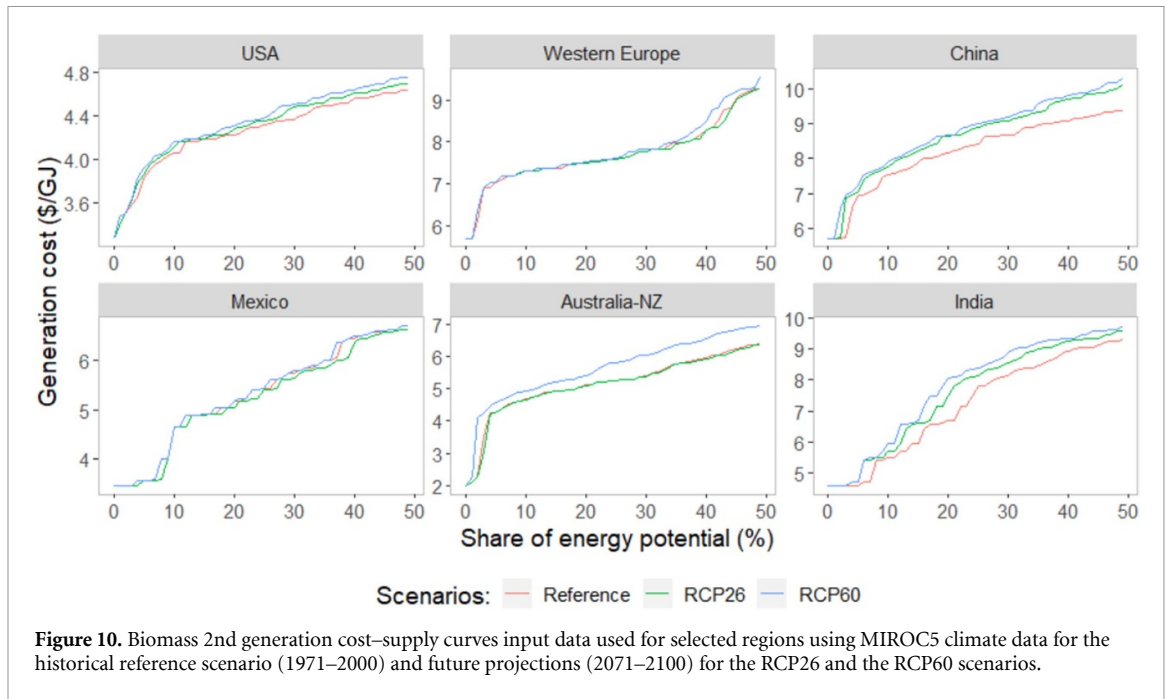 USA
Western Europe
China
4.8
4.4
4.0
3.6
9
8
7
6
10
9
8
7
6
0 10 20 30 40 50
0 10 20 30 40 50
0 10 20 30 40 50
Generation cost ($/GJ)
Mexico
Australia-NZ
India
6
5
4
7
6
5
4
3
2
10
9
8
7
6
5
0 10 20 30 40 50
0 10 20 30 40 50
0 10 20 30 40 50
Share of energy potential (%)
Scenarios: Reference RCP26 RCP60
Figure 10. Biomass 2nd generation cost–supply curves input data used for selected regions using MIROC5 climate data for the
historical reference scenario (1971–2000) and future projections (2071–2100) for the RCP26 and the RCP60 scenarios.